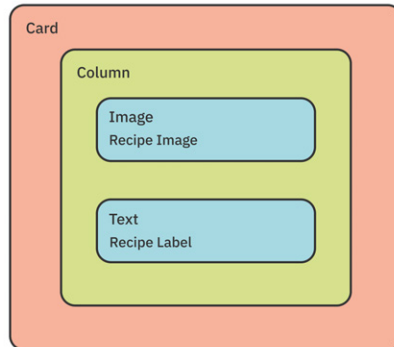 Card
Column
Image
Recipe Image
Text
Recipe Label